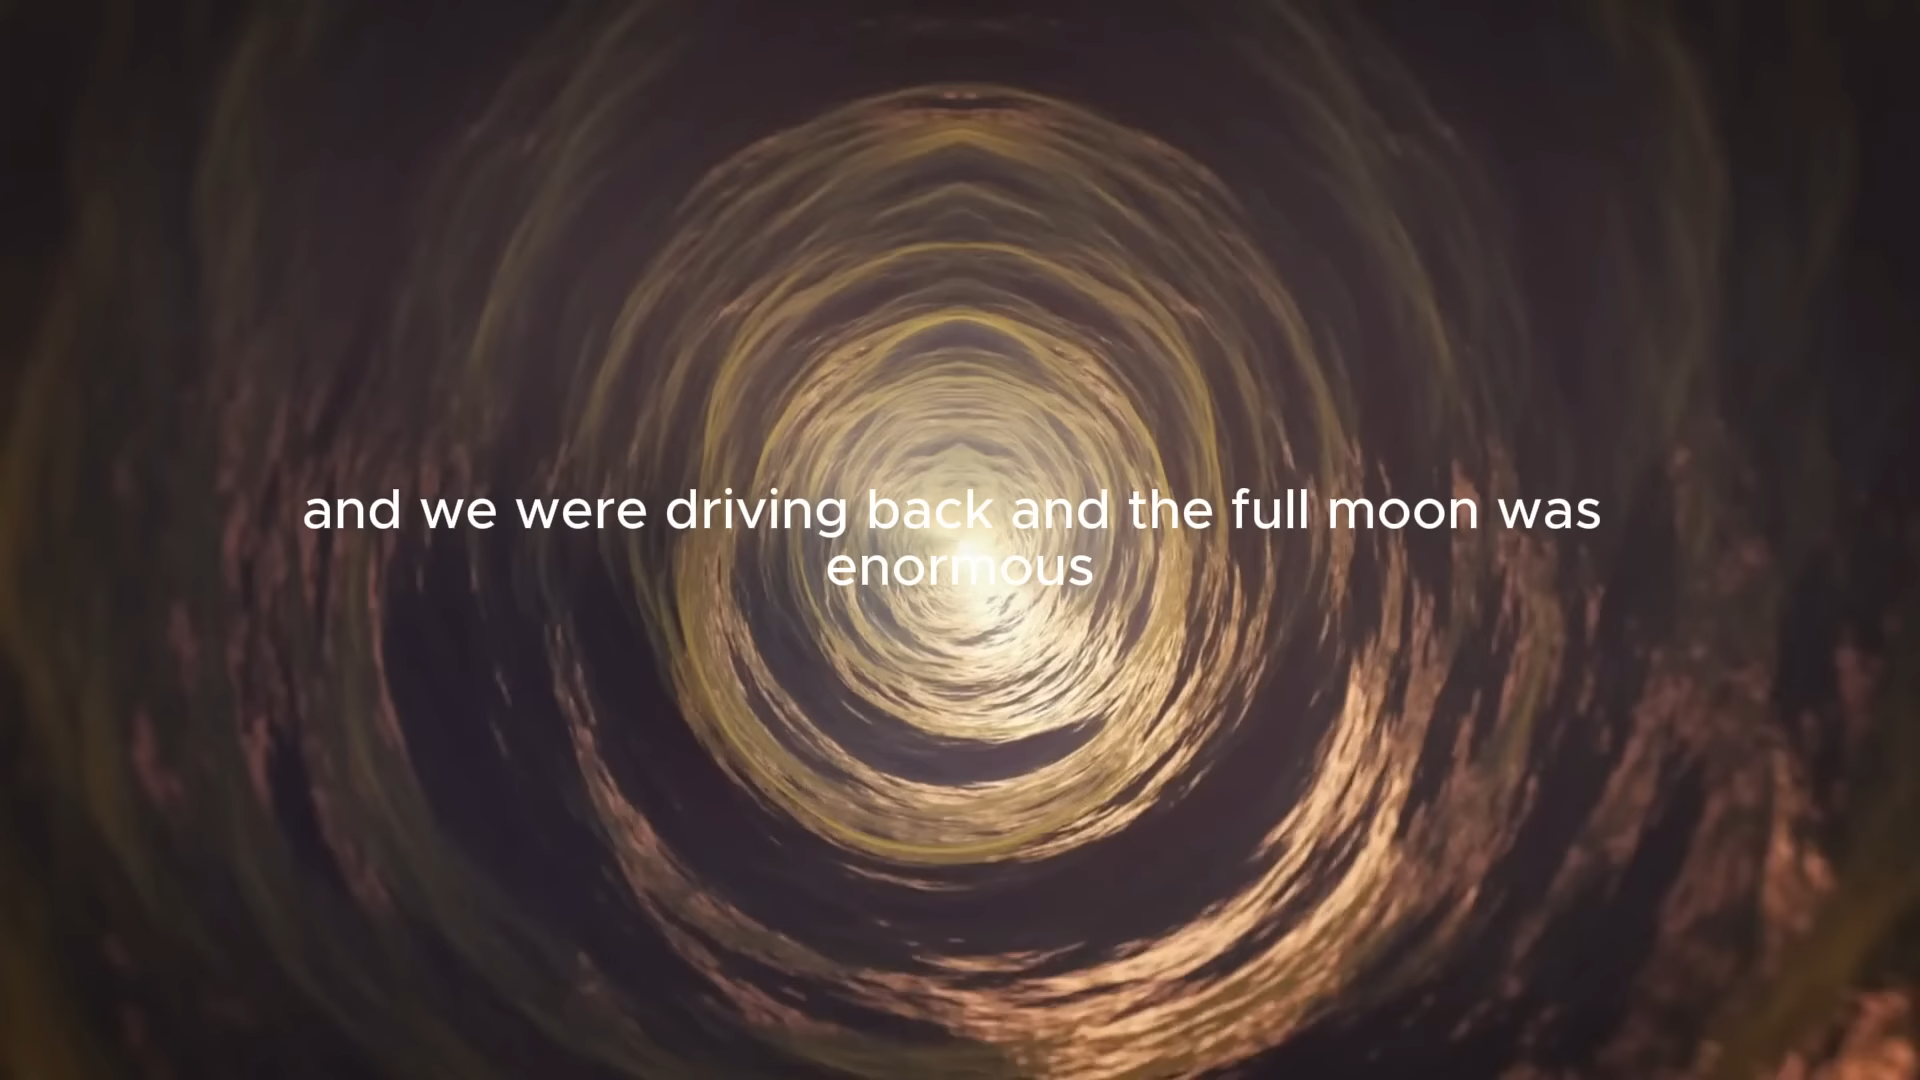 and we were driving back and the full moon was
enormous